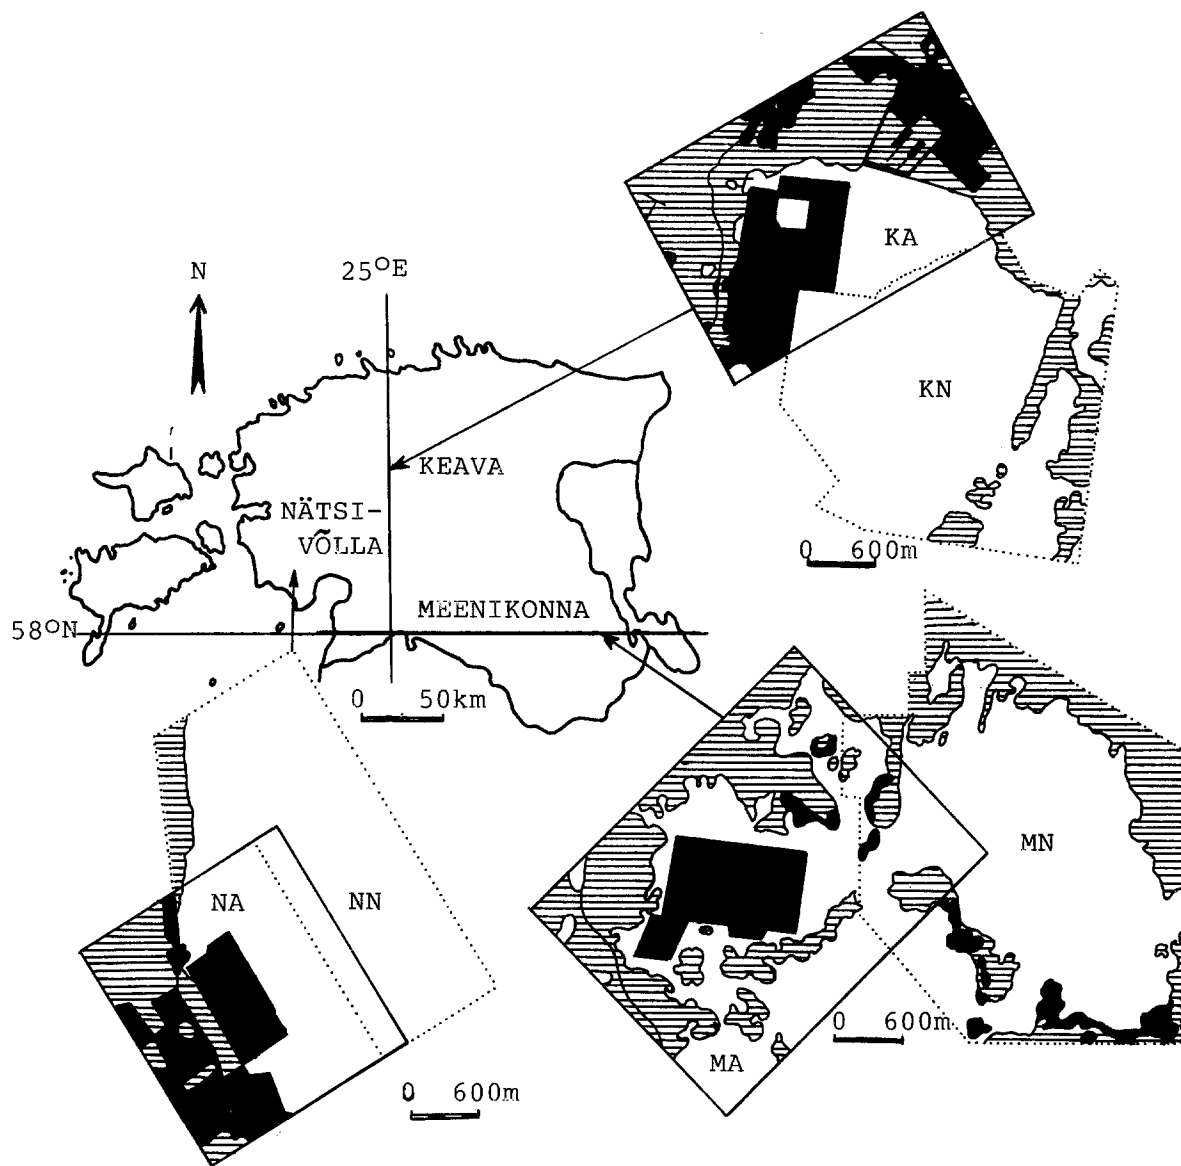 KA
N
25°E
KN
KEAVA
NÄTSI-
VÕLLA
0 600m
MEENIKONNA
58°N
0 50km
MN
NA
NN
0 600m
MA
0 600m